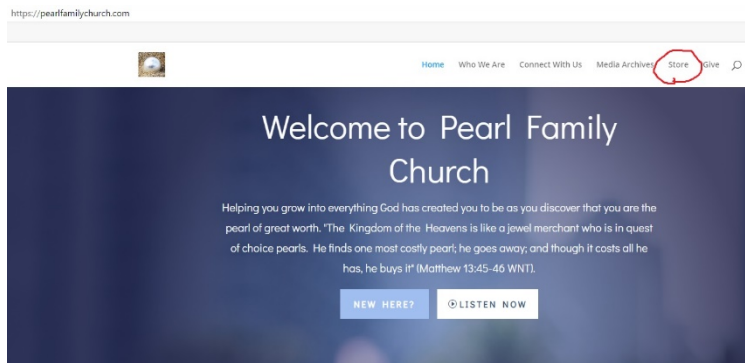 https://pearlfamilychurch.com
Home Who We Are Connect With Us Media Archives Store Give
Welcome to Pearl Family
Church
Helping you grow into everything God has created you to be as you discover that you are the
pearl of great worth. "The Kingdom of the Heavens is like a jewel merchant who is in quest
of choice pearls. He finds one most costly pearl; he goes away; and though it costs all he
has, he buys it" (Matthew 13:45-46 WNT).
NEW HERE? LISTEN NOW